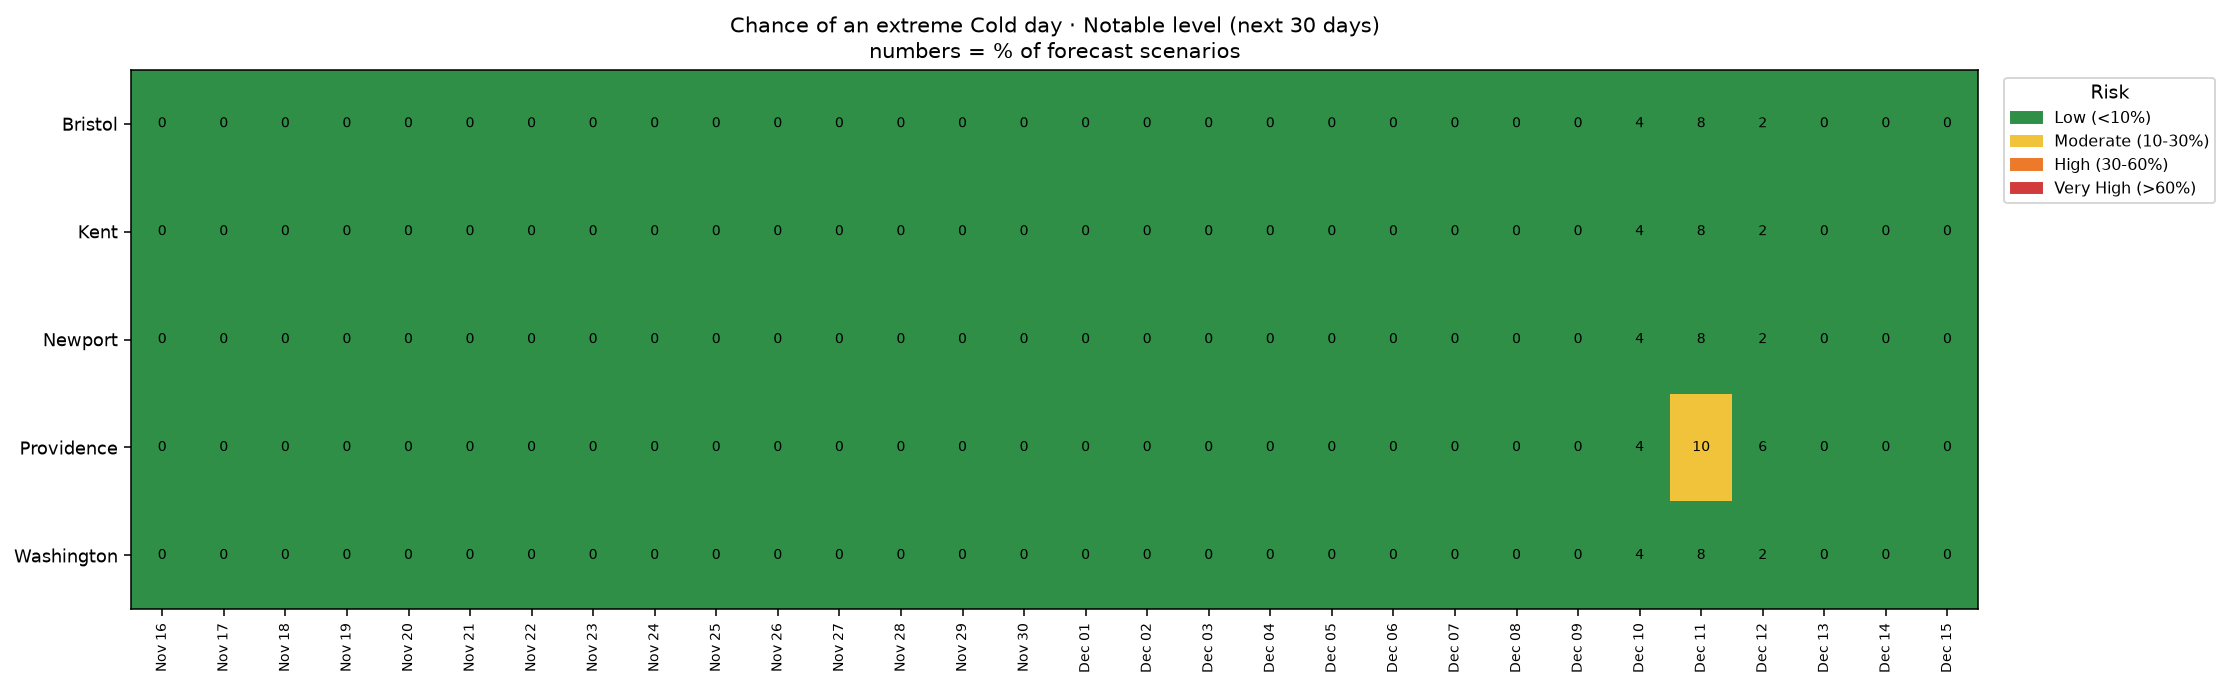 Chance of an extreme Cold day · Notable level (next 30 days)
numbers = % of forecast scenarios
Risk
Low (<10%)
Moderate (10-30%)
High (30-60%)
Very High (>60%)
Bristol 0 0 0 0 0 0 0 0 0 0 0 0 0 0 0 0 0 0 0 0 0 0 0 0 4 8 2 0 0 0
Kent 0 0 0 0 0 0 0 0 0 0 0 0 0 0 0 0 0 0 0 0 0 0 0 0 4 8 2 0 0 0
Newport 0 0 0 0 0 0 0 0 0 0 0 0 0 0 0 0 0 0 0 0 0 0 0 0 4 8 2 0 0 0
Providence 0 0 0 0 0 0 0 0 0 0 0 0 0 0 0 0 0 0 0 0 0 0 0 0 4 10 6 0 0 0
Washington 0 0 0 0 0 0 0 0 0 0 0 0 0 0 0 0 0 0 0 0 0 0 0 0 4 8 2 0 0 0
Nov 16 Nov 17 Nov 18 Nov 19 Nov 20 Nov 21 Nov 22 Nov 23 Nov 24 Nov 25 Nov 26 Nov 27 Nov 28 Nov 29 Nov 30 Dec 01 Dec 02 Dec 03 Dec 04 Dec 05 Dec 06 Dec 07 Dec 08 Dec 09 Dec 10 Dec 11 Dec 12 Dec 13 Dec 14 Dec 15